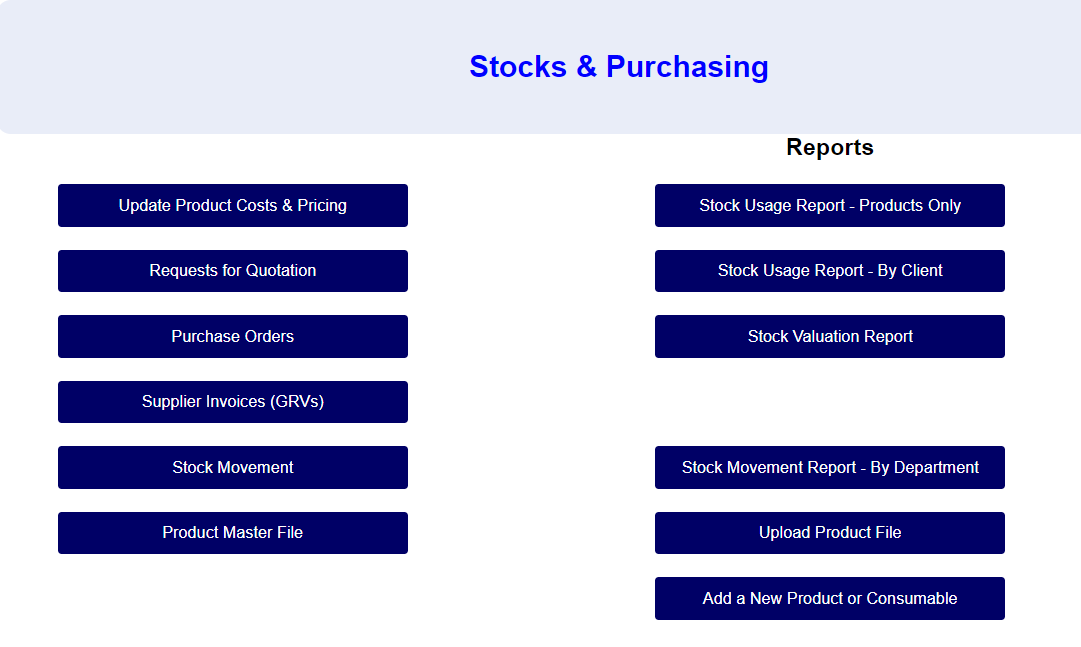 Stocks & Purchasing
Reports
Update Product Costs & Pricing
Stock Usage Report - Products Only
Requests for Quotation
Stock Usage Report - By Client
Purchase Orders
Stock Valuation Report
Supplier Invoices (GRVs)
Stock Movement
Stock Movement Report - By Department
Product Master File
Upload Product File
Add a New Product or Consumable